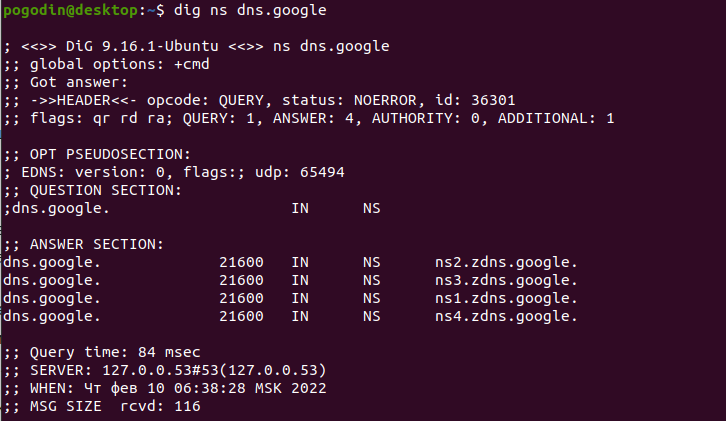 pogodin@desktop:~$ dig ns dns.google
; <<>> DiG 9.16.1-Ubuntu <<>> ns dns.google
;; global options: +cmd
;; Got answer:
;; ->>HEADER<<- opcode: QUERY, status: NOERROR, id: 36301
;; flags: qr rd ra; QUERY: 1, ANSWER: 4, AUTHORITY: 0, ADDITIONAL: 1
;; OPT PSEUDOSECTION:
; EDNS: version: 0, flags:; udp: 65494
;; QUESTION SECTION:
;dns.google. IN NS
;; ANSWER SECTION:
dns.google. 21600 IN NS ns2.zdns.google.
dns.google. 21600 IN NS ns3.zdns.google.
dns.google. 21600 IN NS ns1.zdns.google.
dns.google. 21600 IN NS ns4.zdns.google.
;; Query time: 84 msec
;; SERVER: 127.0.0.53#53(127.0.0.53)
;; WHEN: Чт фев 10 06:38:28 MSK 2022
;; MSG SIZE rcvd: 116